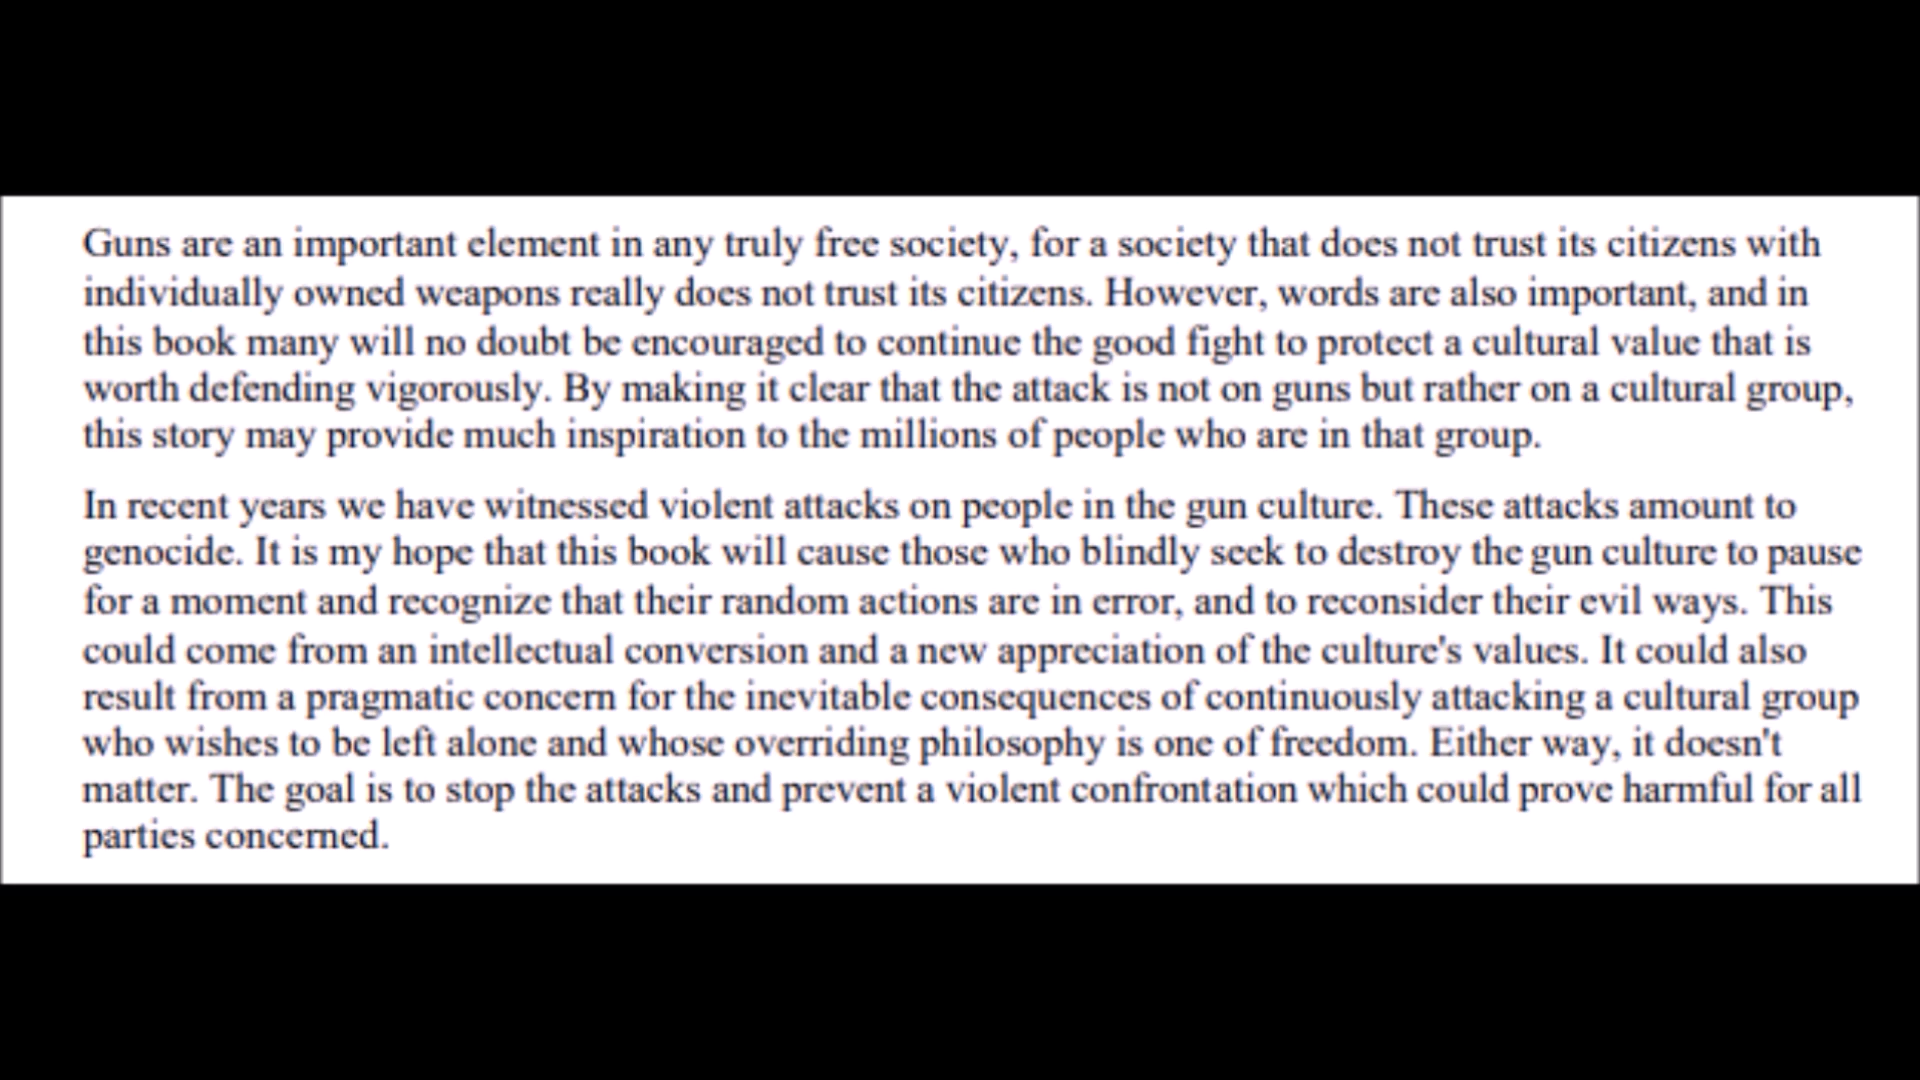 Guns are an important element in any truly free society, for a society that does not trust its citizens with
individually owned weapons really does not trust its citizens. However, words are also important, and in
this book many will no doubt be encouraged to continue the good fight to protect a cultural value that is
worth defending vigorously. By making it clear that the attack is not on guns but rather on a cultural group,
this story may provide much inspiration to the millions of people who are in that group.
In recent years we have witnessed violent attacks on people in the gun culture. These attacks amount to
genocide. It is my hope that this book will cause those who blindly seek to destroy the gun culture to pause
for a moment and recognize that their random actions are in error, and to reconsider their evil ways. This
could come from an intellectual conversion and a new appreciation of the culture's values. It could also
result from a pragmatic concern for the inevitable consequences of continuously attacking a cultural group
who wishes to be left alone and whose overriding philosophy is one of freedom. Either way, it doesn't
matter. The goal is to stop the attacks and prevent a violent confrontation which could prove harmful for all
parties concerned.